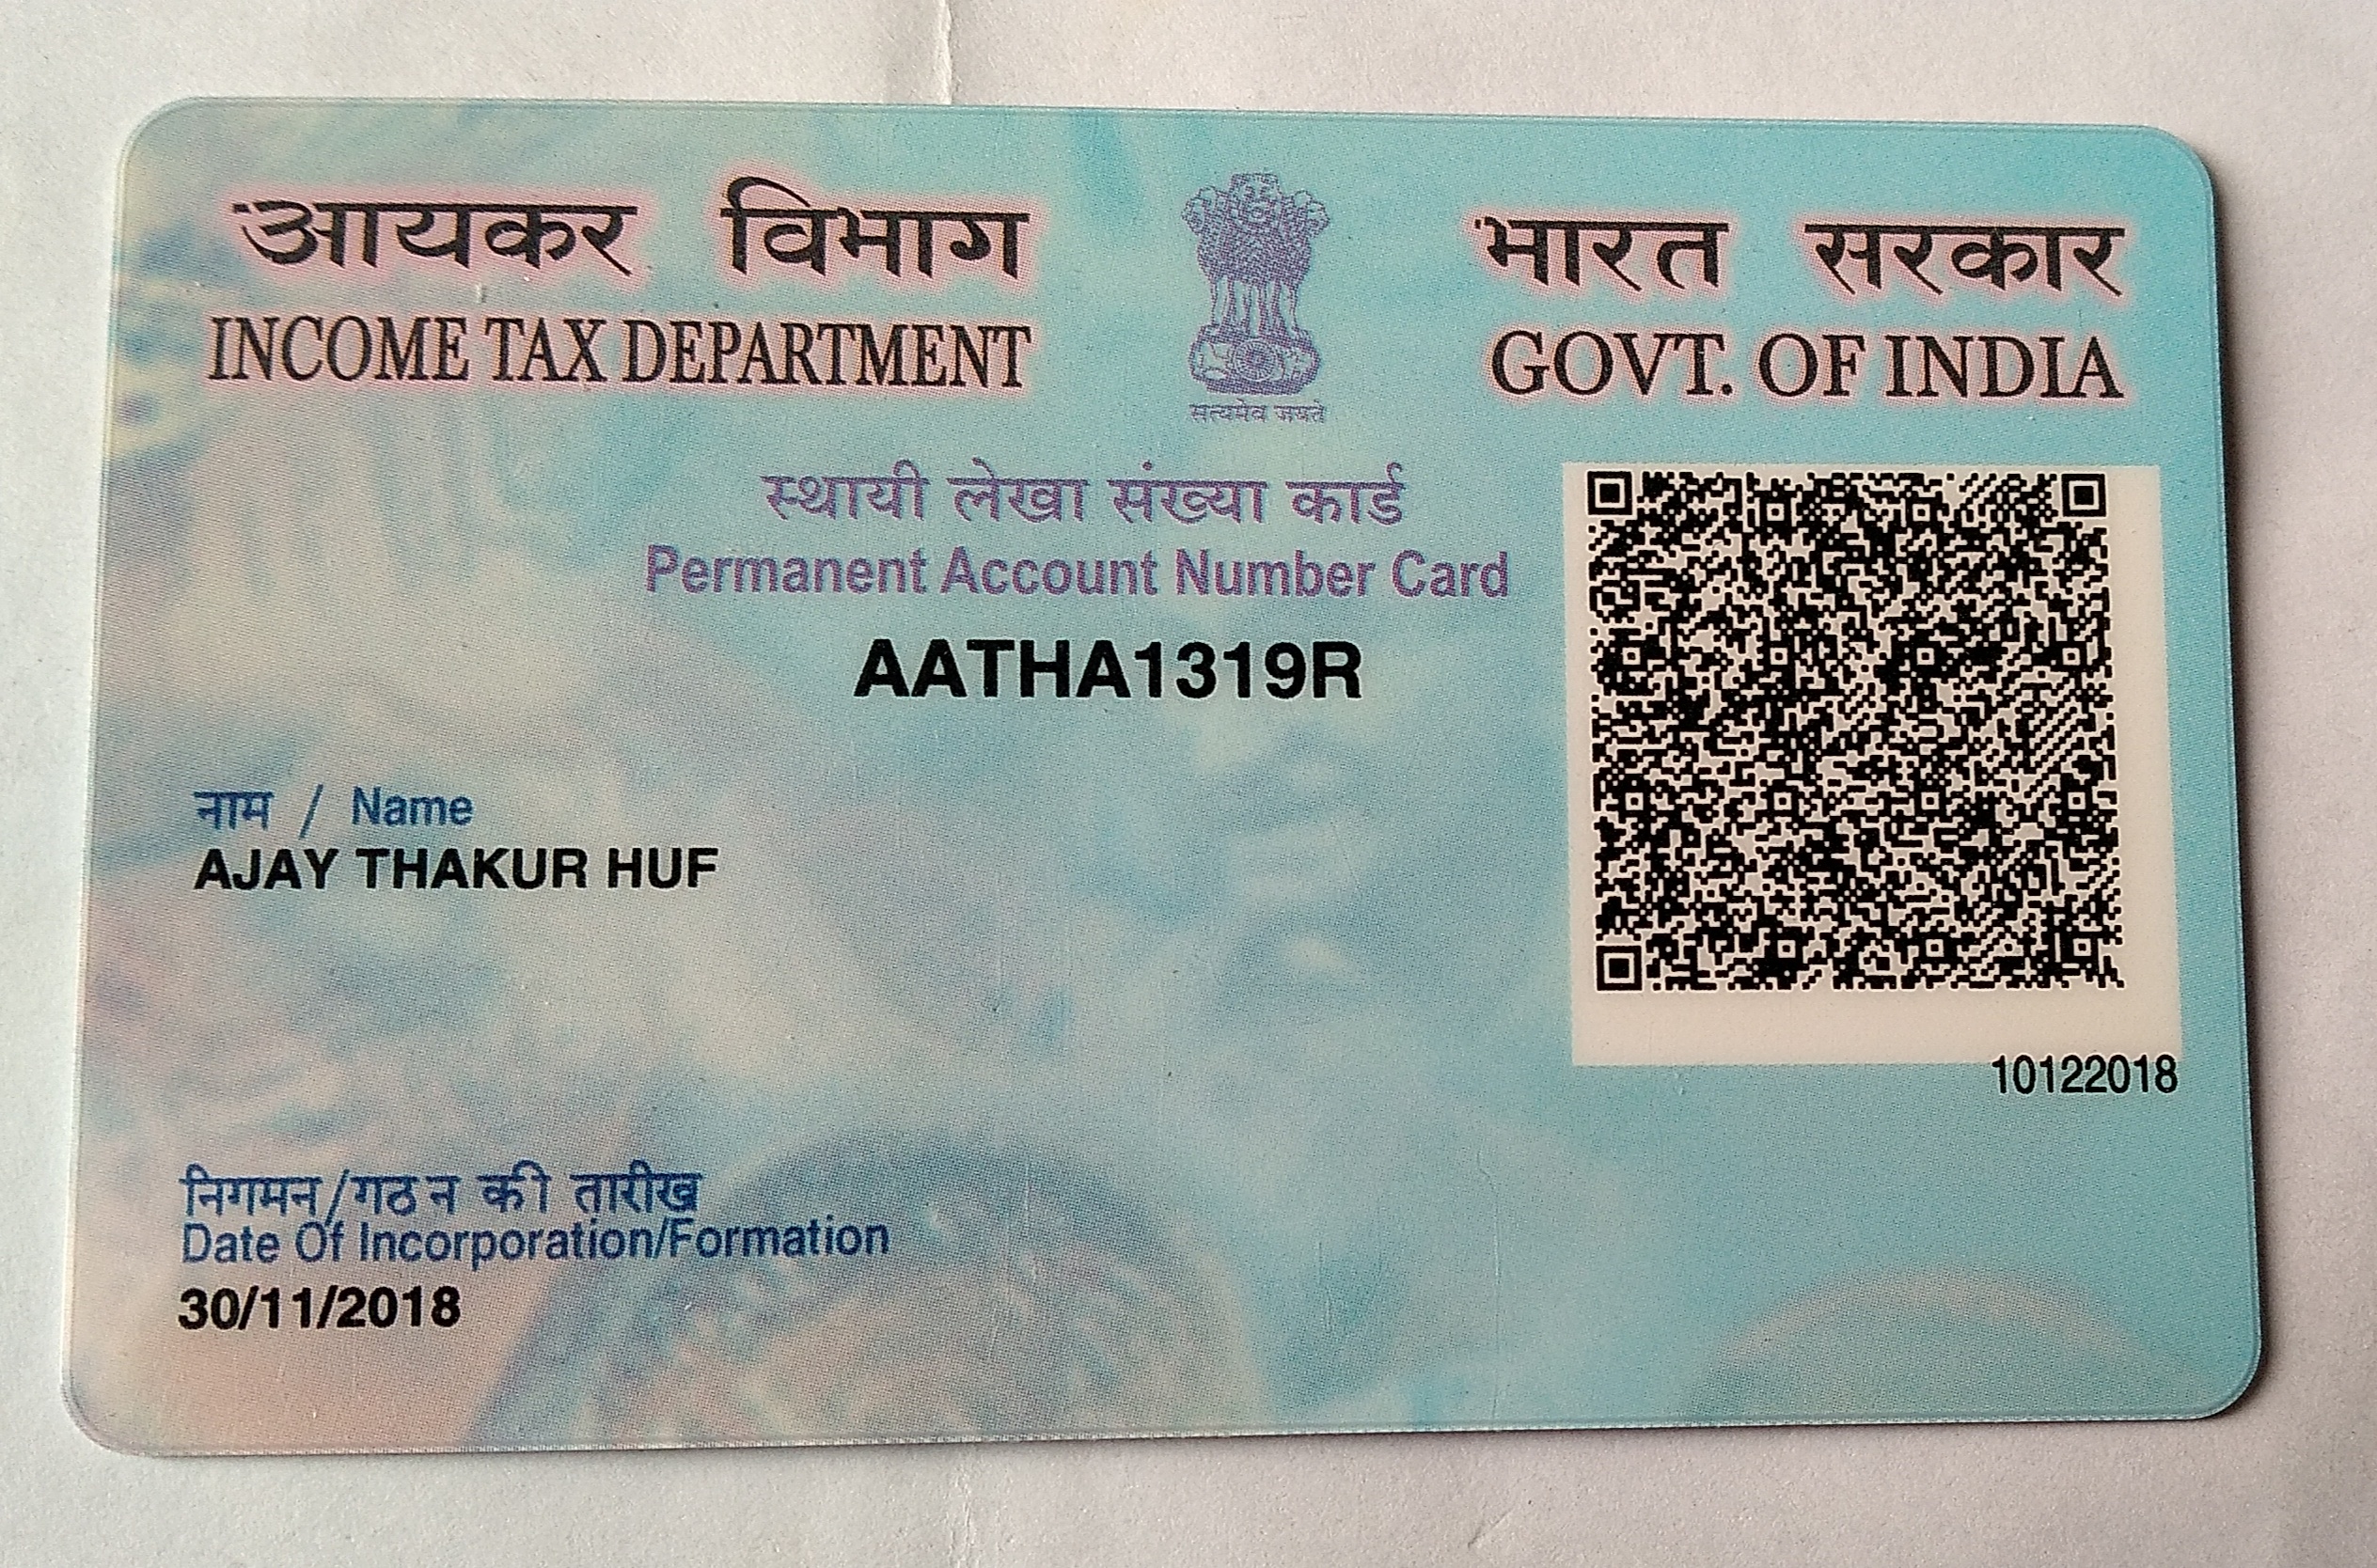 आयकर विभाग
INCOME TAX DEPARTMENT
सत्यमेव जयते
भारत सरकार
GOVT. OF INDIA
स्थायी लेखा संख्या कार्ड
Permanent Account Number Card
AATHA1319R
नाम / Name
AJAY THAKUR HUF
10122018
निगमन/गठन की तारीख
Date Of Incorporation/Formation
30/11/2018